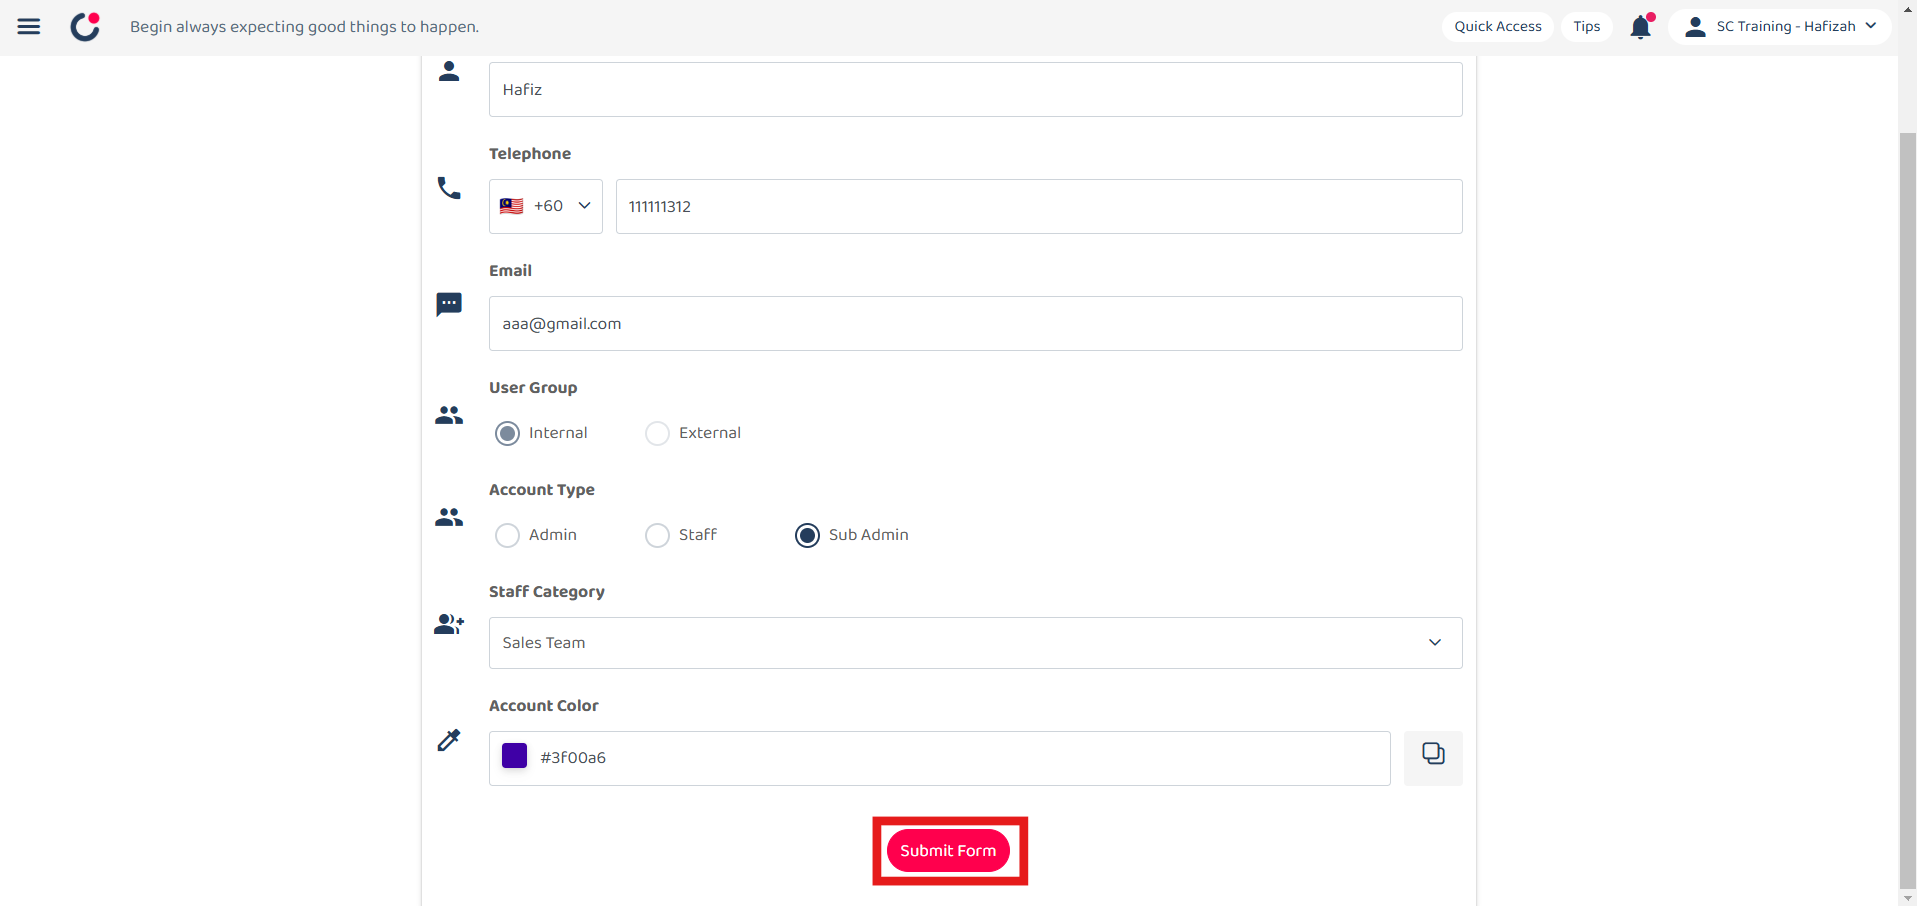 Begin always expecting good things to happen.
Quick Access
Tips
SC Training - Hafizah
Hafiz
Telephone
+60
111111312
Email
aaa@gmail.com
User Group
Internal
External
Account Type
Admin
Staff
Sub Admin
Staff Category
Sales Team
Account Color
#3f00a6
Submit Form